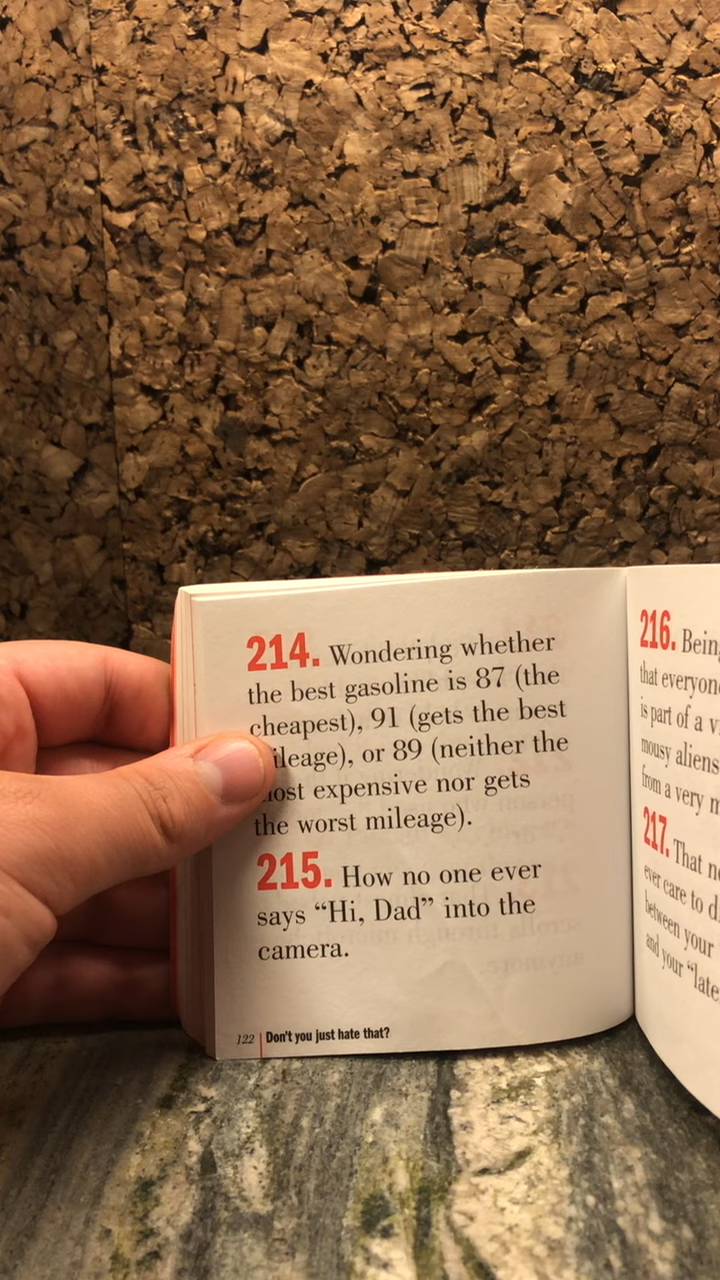 214. Wondering whether
the best gasoline is 87 (the
cheapest), 91 (gets the best
ileage), or 89 (neither the
ost expensive nor gets
the worst mileage).
215. How no one ever
says “Hi, Dad” into the
camera.
122 Don't you just hate that?
216. Bein
that everyon
is part of a v
mousy aliens
from a very m
217. That n
ever care to d
between your
and your “late